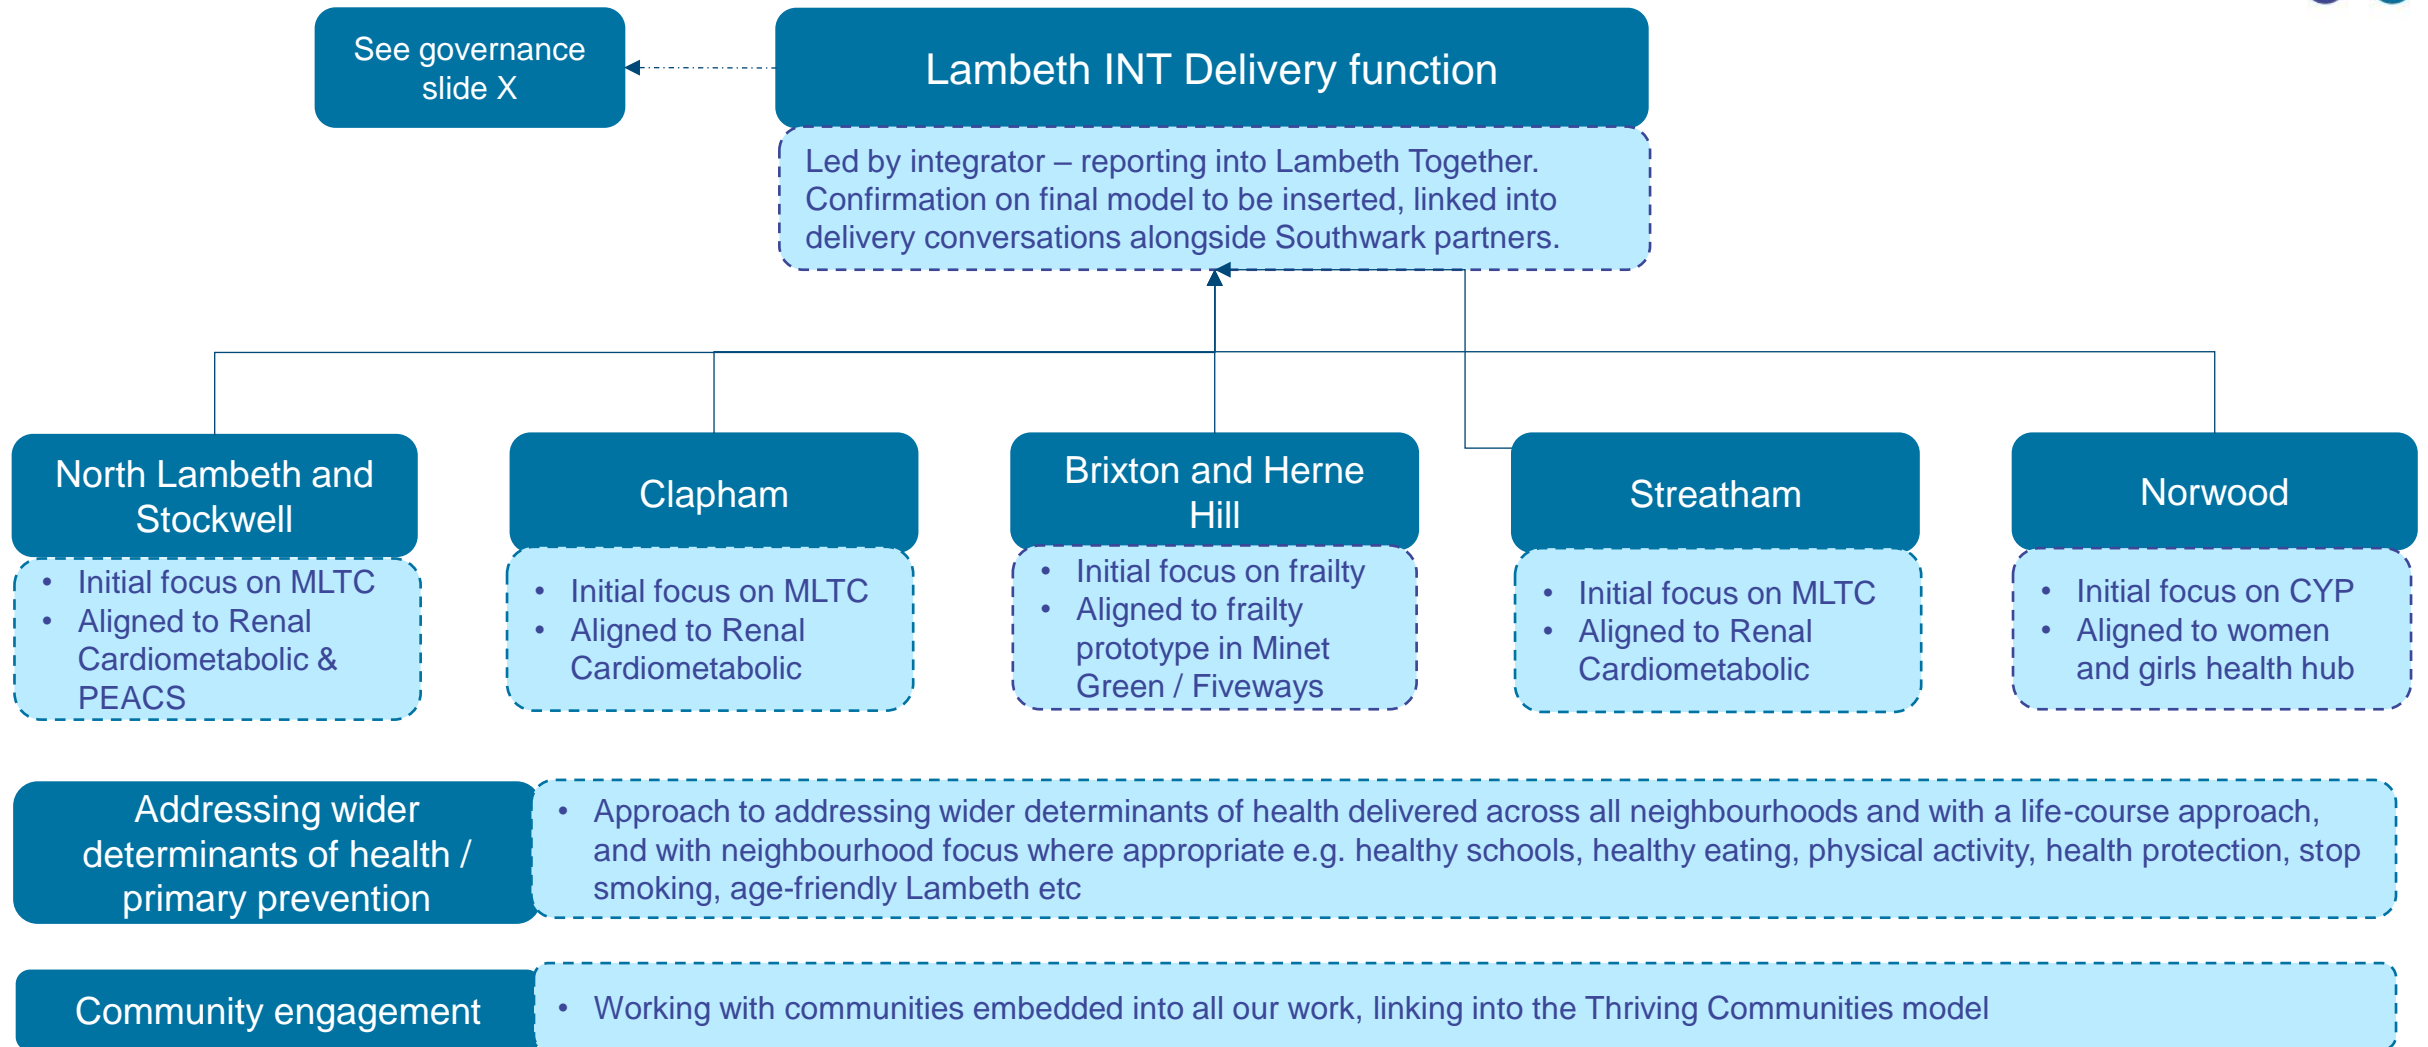 See governance
slide X
Lambeth INT Delivery function
Led by integrator – reporting into Lambeth Together.
Confirmation on final model to be inserted, linked into
delivery conversations alongside Southwark partners.
North Lambeth and
Stockwell
• Initial focus on MLTC
• Aligned to Renal
Cardiometabolic &
PEACS
Clapham
• Initial focus on MLTC
• Aligned to Renal
Cardiometabolic
Brixton and Herne
Hill
• Initial focus on frailty
• Aligned to frailty
prototype in Minet
Green / Fiveways
Streatham
• Initial focus on MLTC
• Aligned to Renal
Cardiometabolic
Norwood
• Initial focus on CYP
• Aligned to women
and girls health hub
Addressing wider
determinants of health /
primary prevention
• Approach to addressing wider determinants of health delivered across all neighbourhoods and with a life-course approach,
and with neighbourhood focus where appropriate e.g. healthy schools, healthy eating, physical activity, health protection, stop
smoking, age-friendly Lambeth etc
Community engagement
• Working with communities embedded into all our work, linking into the Thriving Communities model